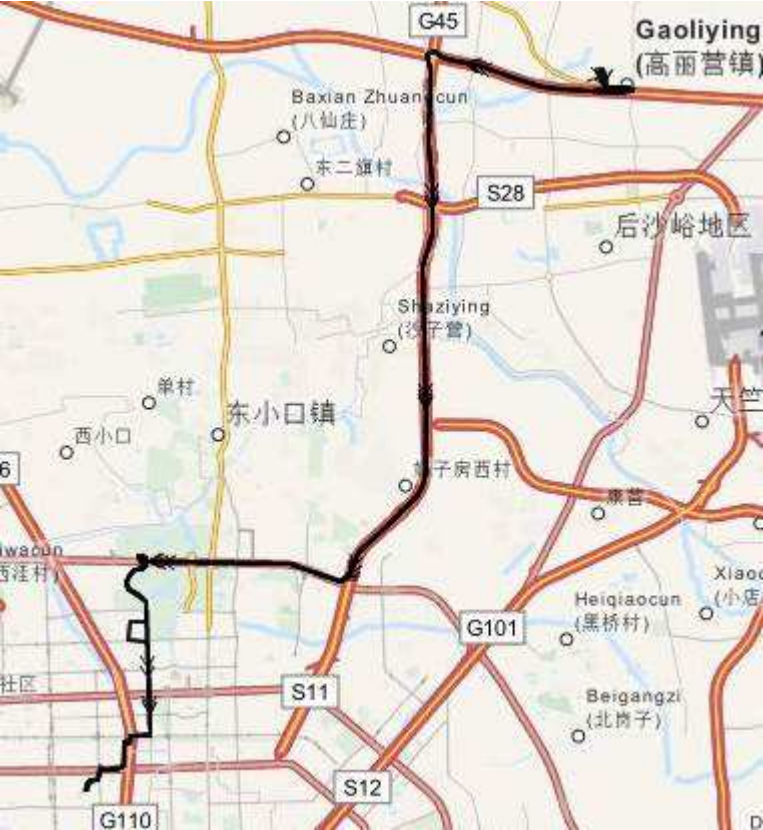 G45
Gaoliying
(高丽营镇)
Baxian Zhuangcun
(八仙庄)
东二旗村
S28
后沙峪地区
Shaziying
(沙子营)
单村
东小口镇
天竺
西小口
子房西村
6
康营
iwacun
西洼村)
Xiaoc
(小店
Heiqiaocun
(黑桥村)
G101
社区
S11
Beigangzi
(北岗子)
S12
G110
D